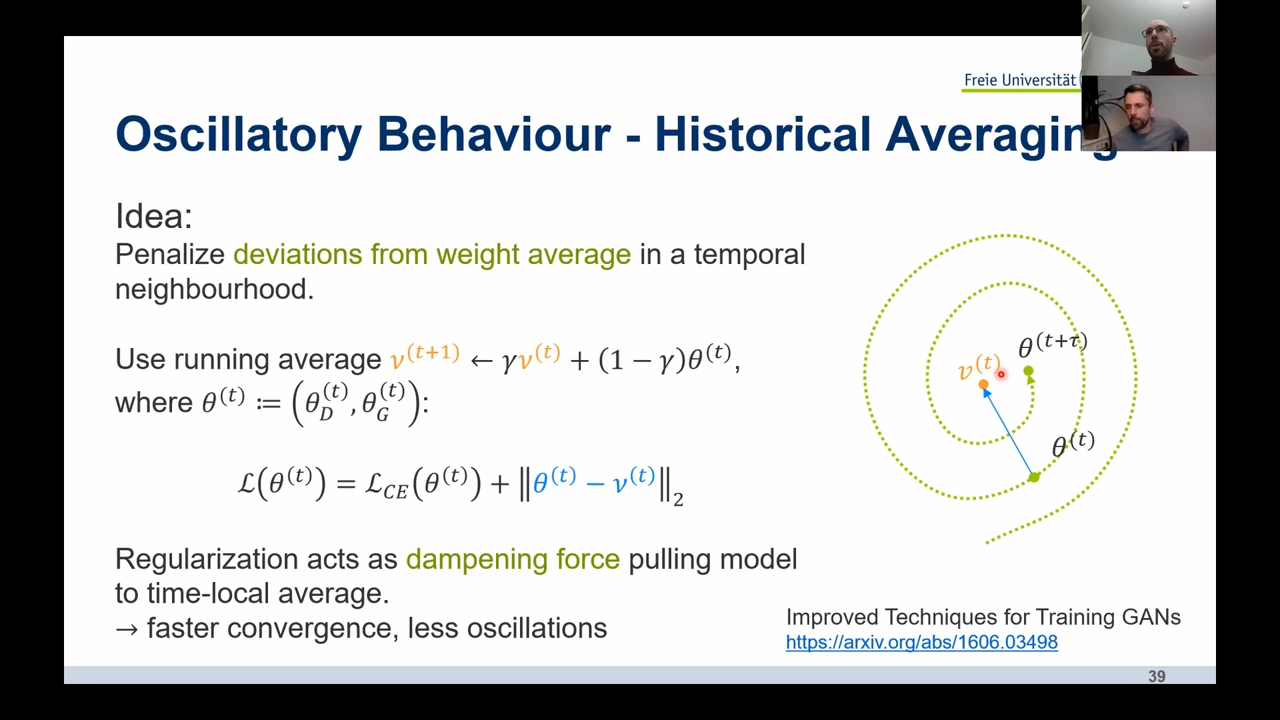 Freie Universität
Oscillatory Behaviour - Historical Averaging
Idea:
Penalize deviations from weight average in a temporal
neighbourhood.
Use running average ν^(t+1) ← γν^(t) + (1 − γ)θ^(t),
where θ^(t) ≔ (θ_D^(t), θ_G^(t)):
ℒ(θ^(t)) = ℒ_CE(θ^(t)) + ‖θ^(t) − ν^(t)‖_2
Regularization acts as dampening force pulling model
to time-local average.
→ faster convergence, less oscillations
θ^(t+τ)
ν^(t)
θ^(t)
Improved Techniques for Training GANs
https://arxiv.org/abs/1606.03498
39